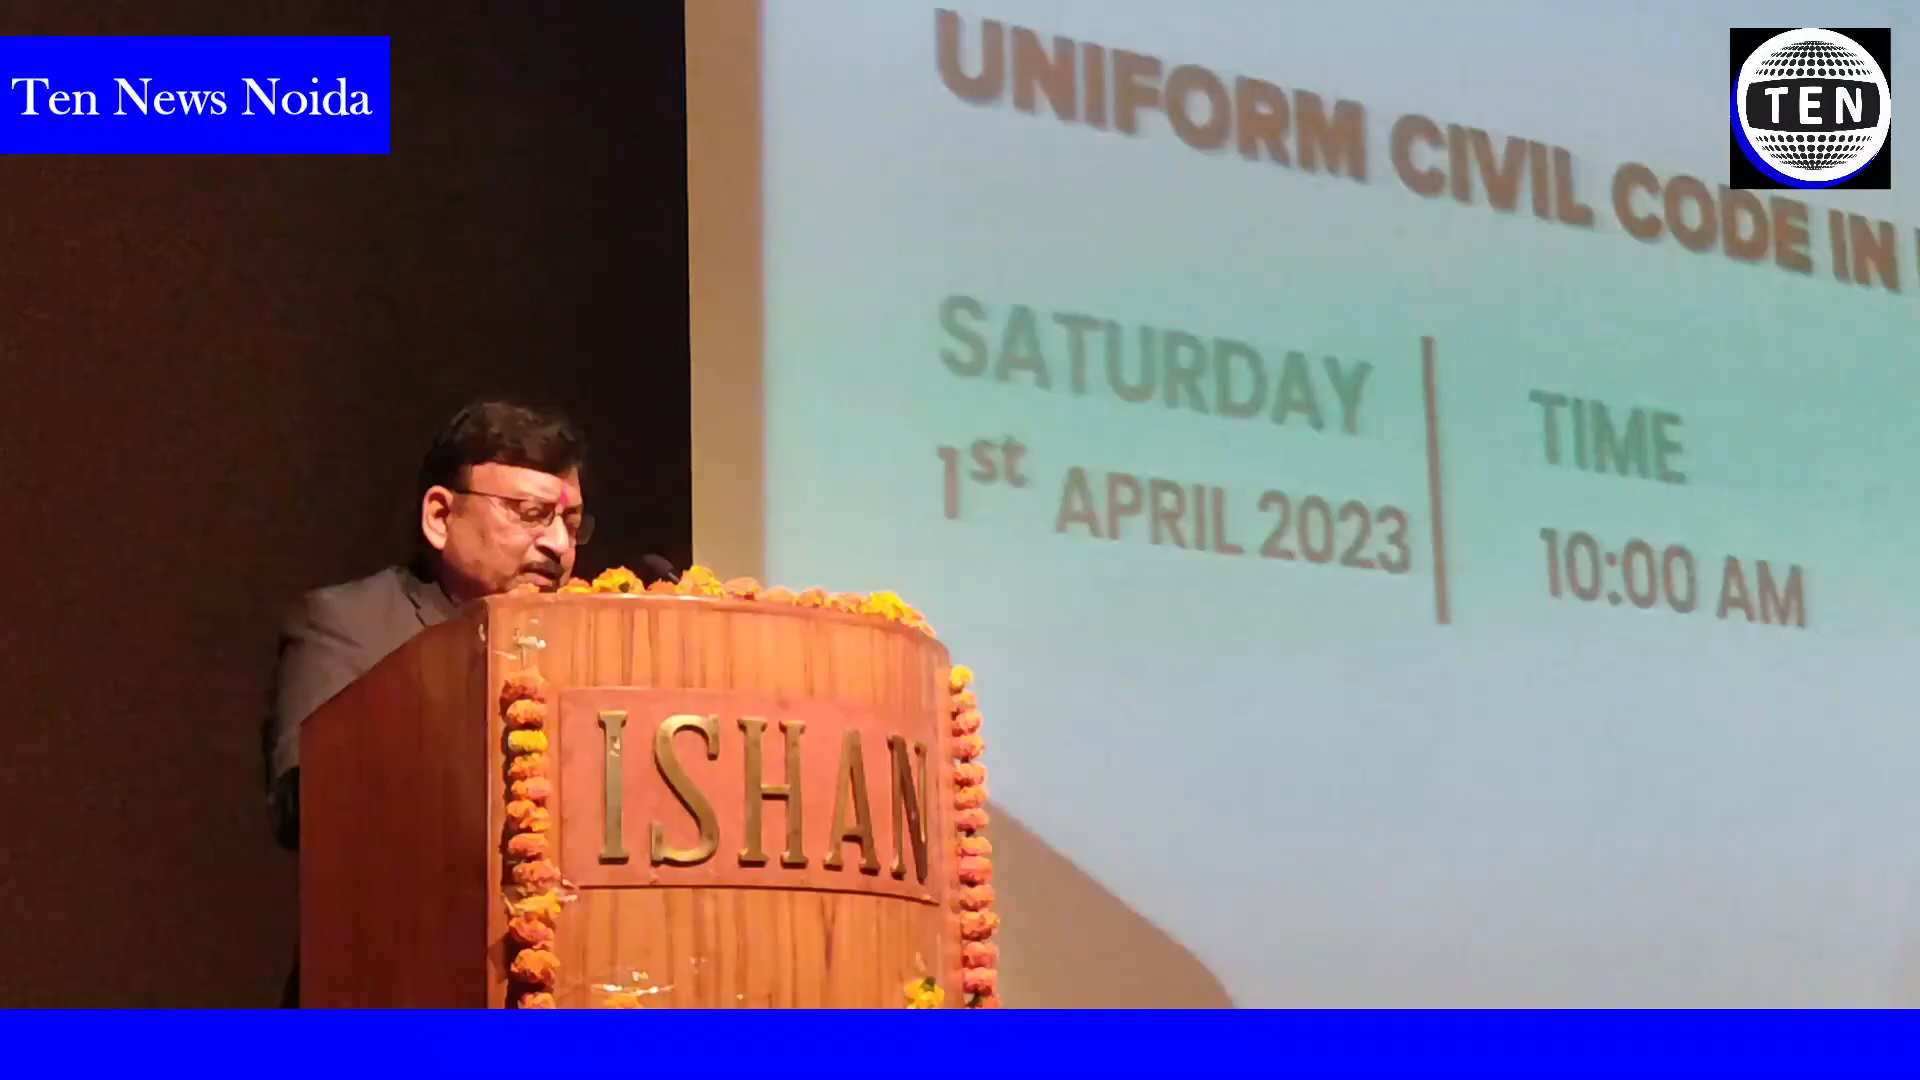 Ten News Noida
TEN
UNIFORM CIVIL CODE IN
SATURDAY
1st APRIL 2023
TIME
10:00 AM
ISHAN